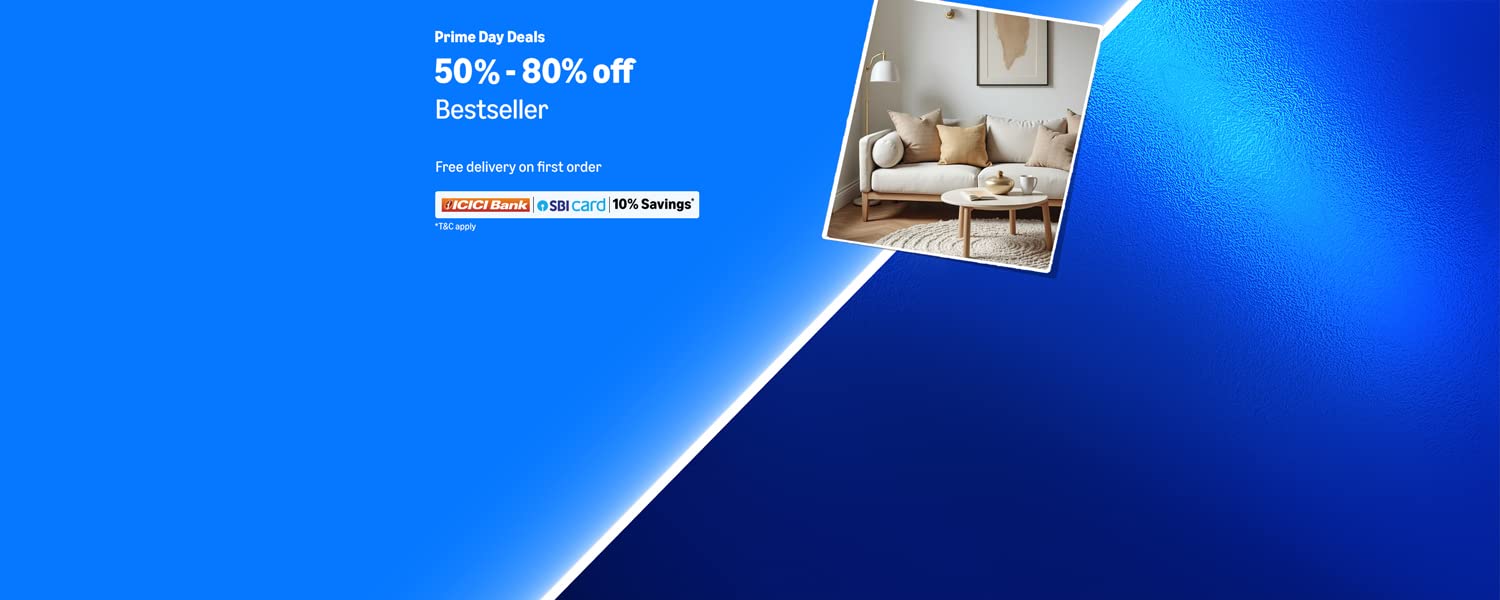 Prime Day Deals
50% - 80% off
Bestseller
Free delivery on first order
ICICI Bank SBI card 10% Savings*
*T&C apply